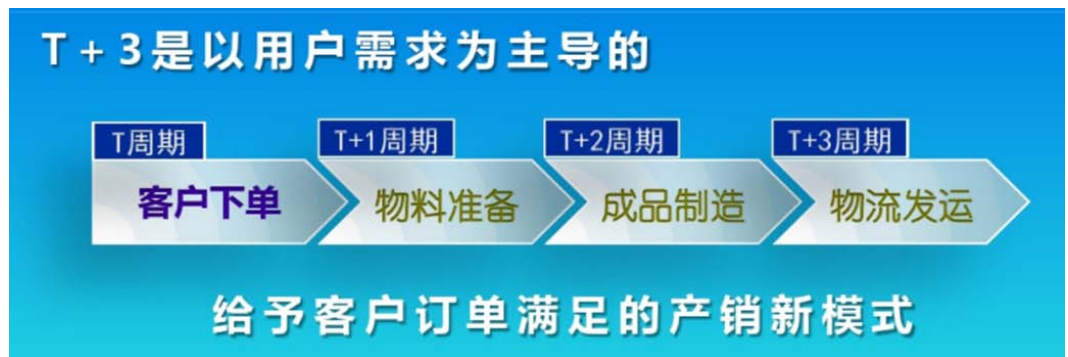 T+3是以用户需求为主导的
T周期
T+1周期
T+2周期
T+3周期
客户下单
物料准备
成品制造
物流发运
给予客户订单满足的产销新模式